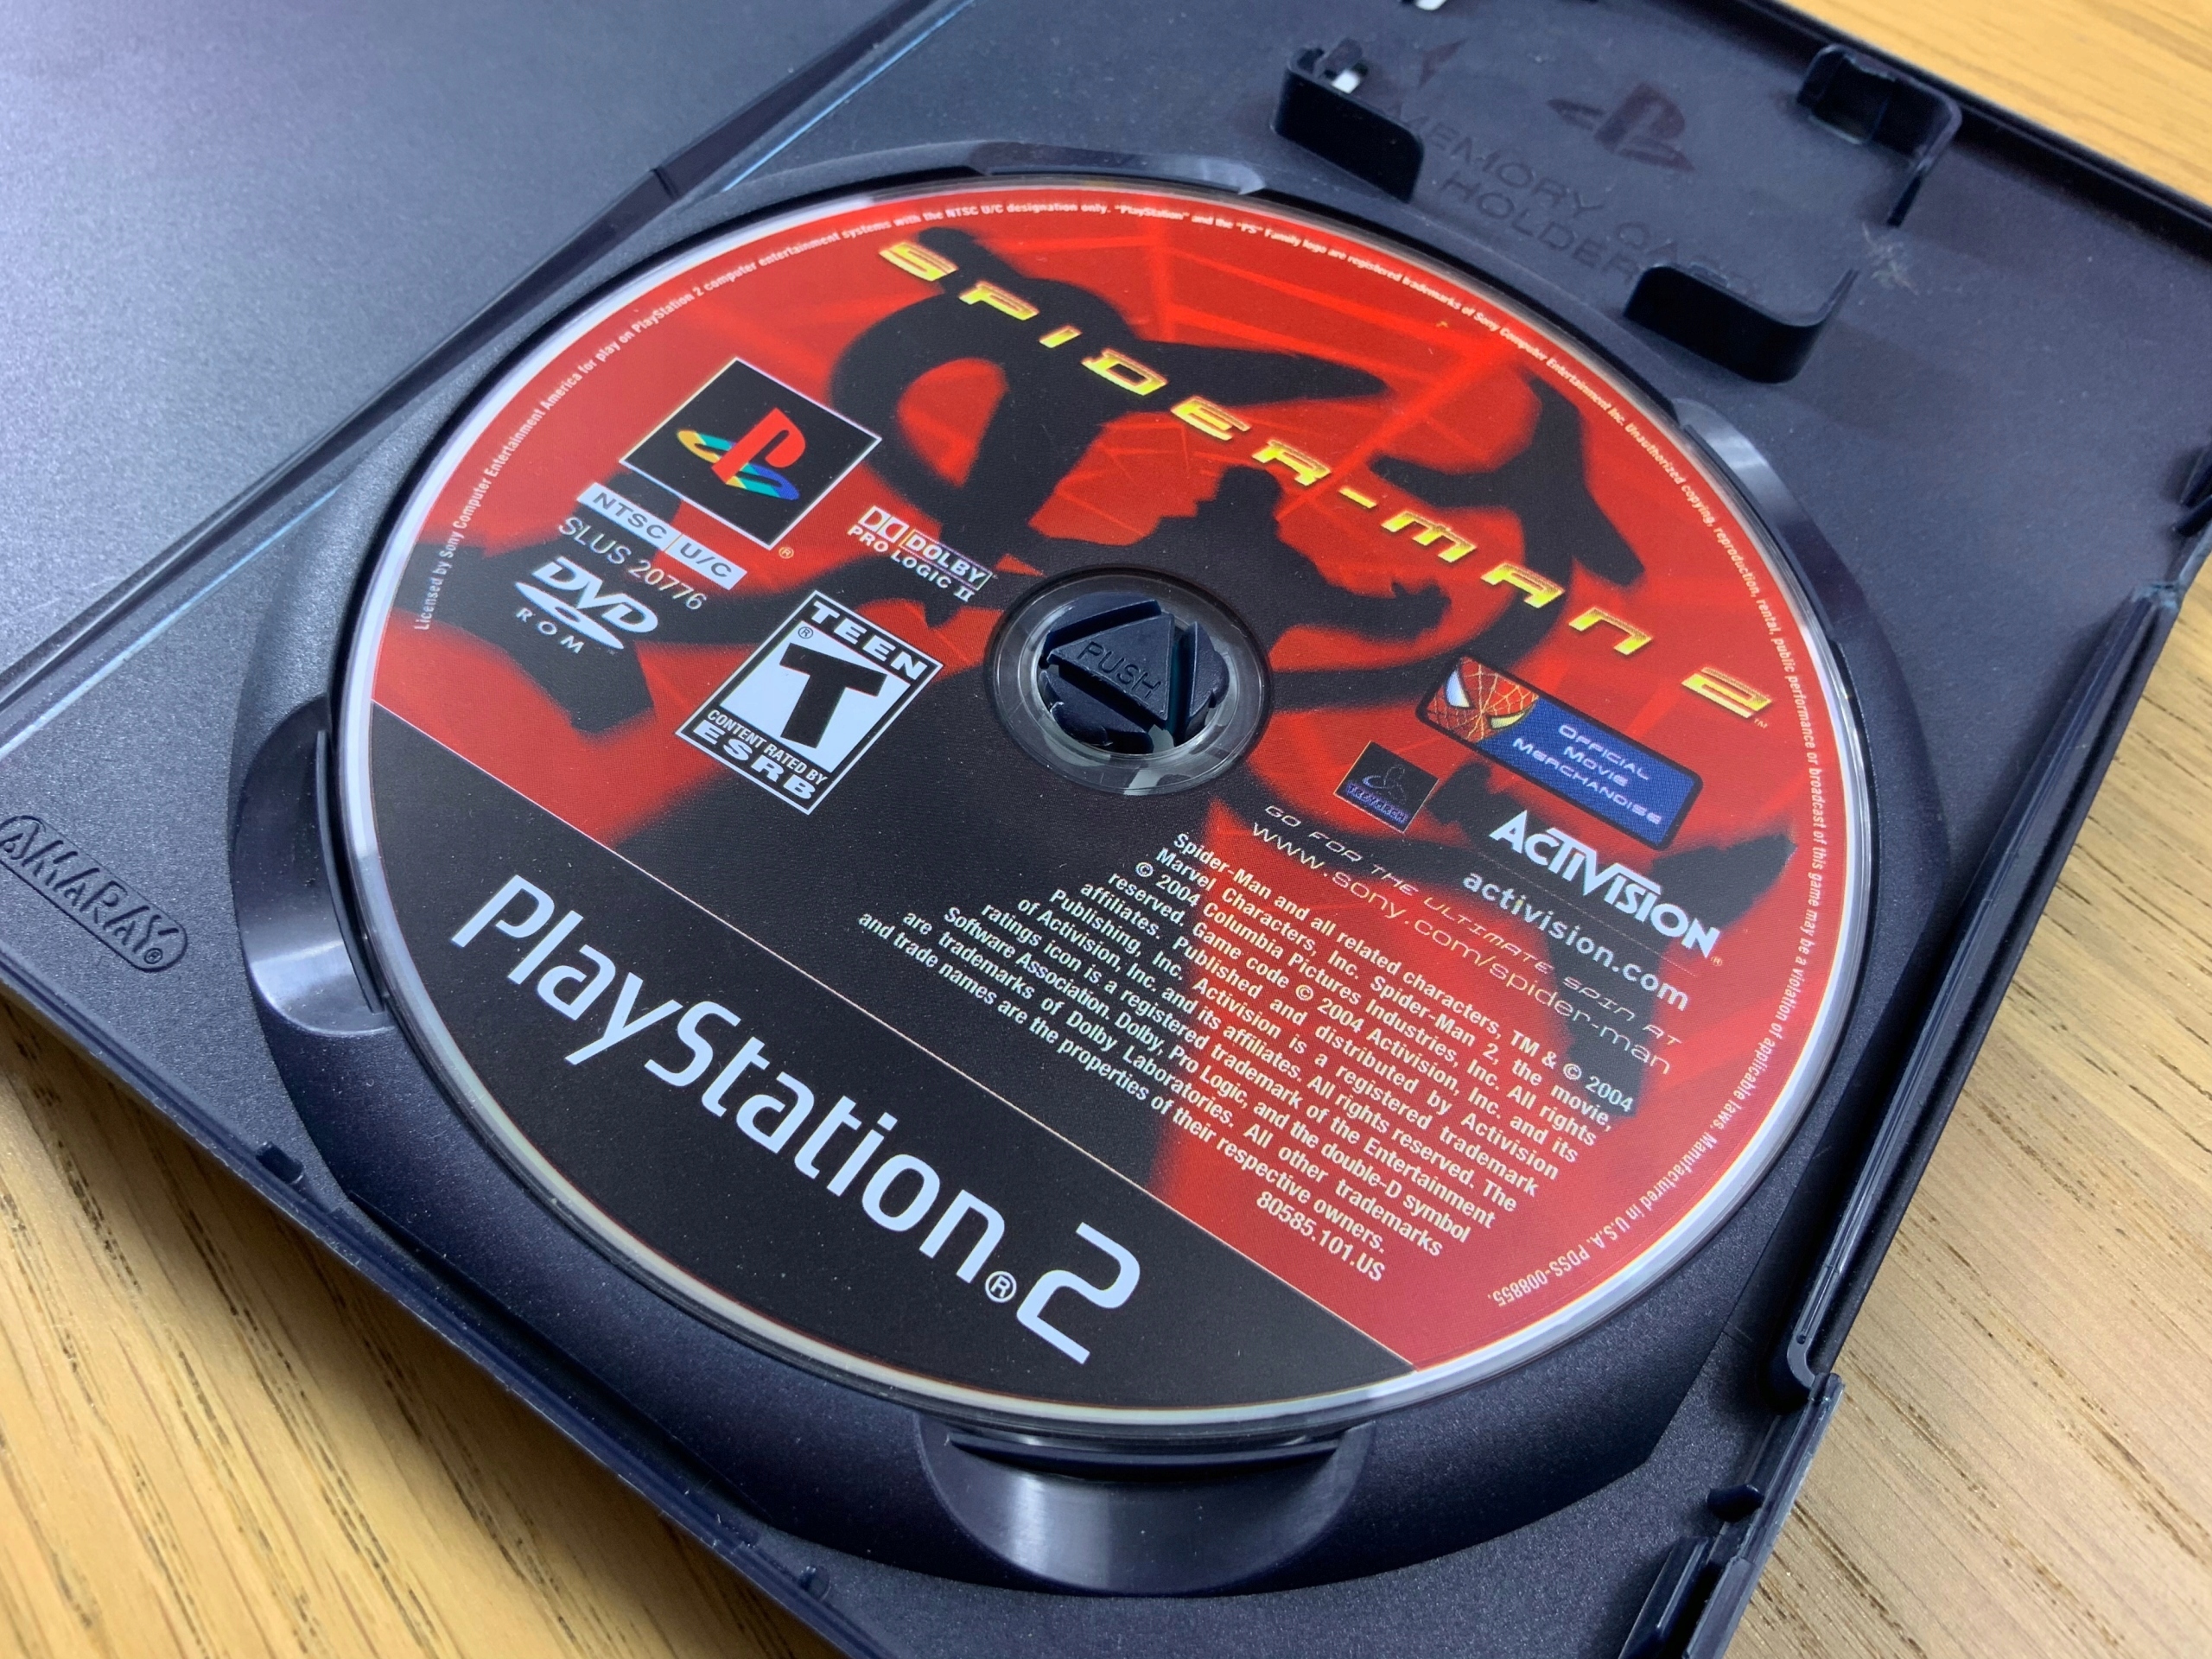 MEMORY CARD
HOLDER
Licensed by Sony Computer Entertainment America for play on PlayStation 2 computer entertainment systems with the NTSC U/C designation only. "PlayStation" and the "PS" Family logo are registered trademarks of Sony Computer Entertainment Inc. Unauthorized copying, reproduction, rental, public performance or broadcast of this game may be a violation of applicable laws. Manufactured in U.S.A. PDSS-008855.
SPIDER-MAN 2™
®
NTSC U/C
SLUS 20776
DVD
ROM
DOLBY
PRO LOGIC II
TEEN
®
T
CONTENT RATED BY
ESRB
PUSH
OFFICIAL
MOVIE
MERCHANDISE
TREYARCH
ACTIVISION®
activision.com
GO FOR THE ULTIMATE SPIN AT
www.sony.com/spider-man
Spider-Man and all related characters, TM & © 2004
Marvel Characters, Inc. Spider-Man 2, the movie,
© 2004 Columbia Pictures Industries, Inc. All rights
reserved. Game code © 2004 Activision, Inc. and its
affiliates. Published and distributed by Activision
Publishing, Inc. Activision is a registered trademark
of Activision, Inc. and its affiliates. All rights reserved. The
ratings icon is a registered trademark of the Entertainment
Software Association. Dolby, Pro Logic, and the double-D symbol
are trademarks of Dolby Laboratories. All other trademarks
and trade names are the properties of their respective owners.
80585.101.US
PlayStation®2
AMARAY®